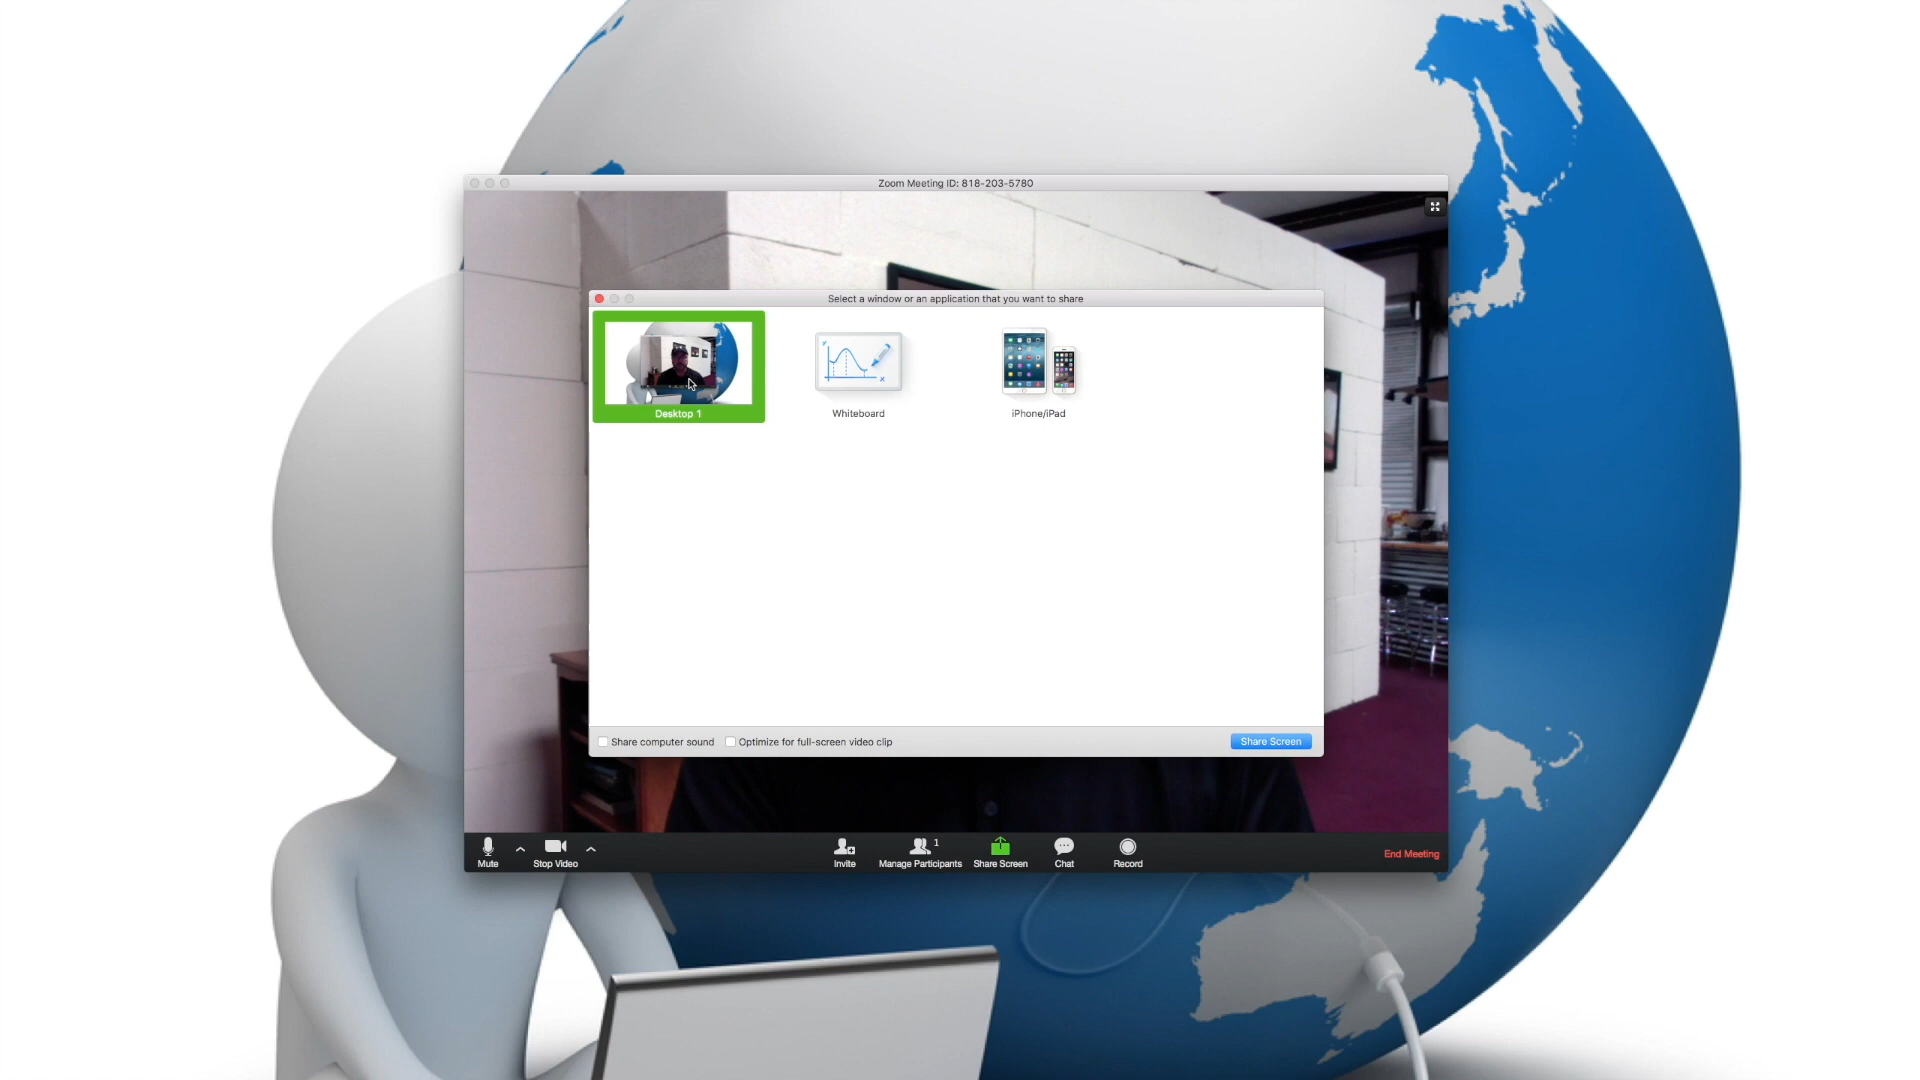 Zoom Meeting ID: 818-203-5780
Select a window or an application that you want to share
Desktop 1
Whiteboard
iPhone/iPad
Share computer sound
Optimize for full-screen video clip
Share Screen
Mute
Stop Video
Invite
1
Manage Participants
Share Screen
Chat
Record
End Meeting